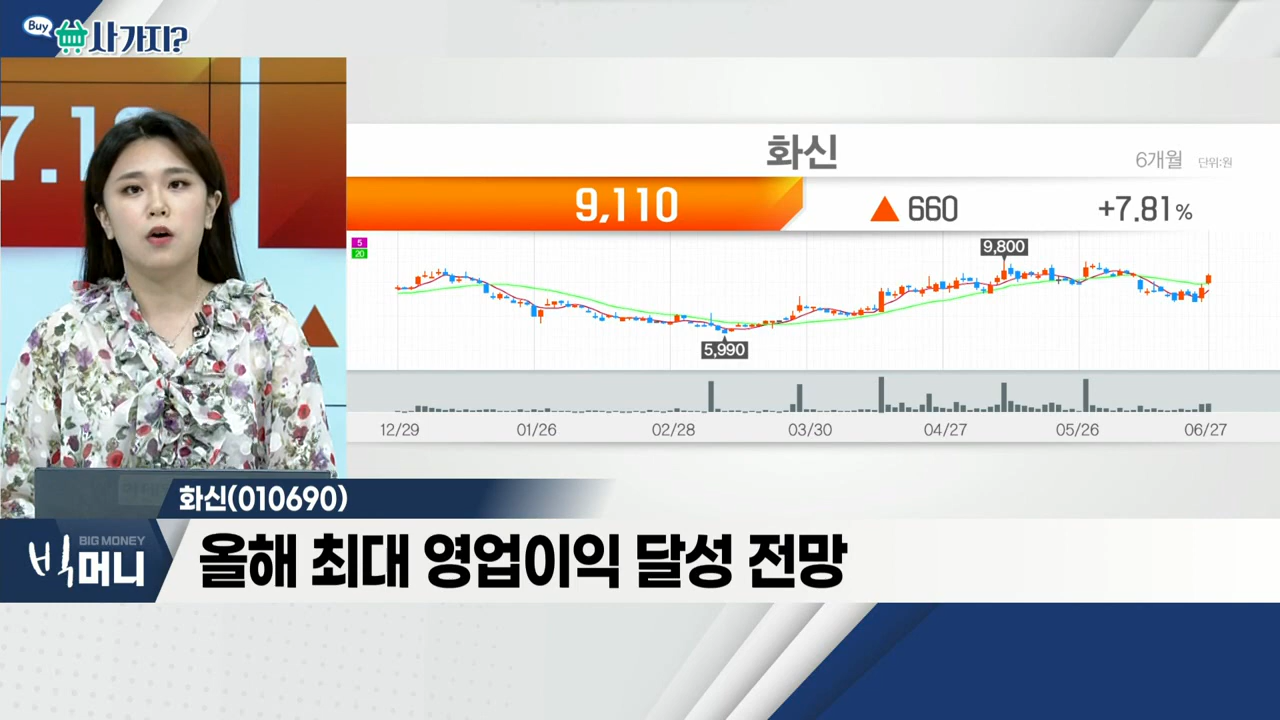 Buy
사가지?
화신
6개월 단위:원
9,110 ▲ 660 +7.81%
5
20
9,800
5,990
12/29 01/26 02/28 03/30 04/27 05/26 06/27
화신(010690)
BIG MONEY
빅머니
올해 최대 영업이익 달성 전망